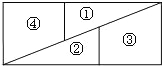 ④ ①
② ③